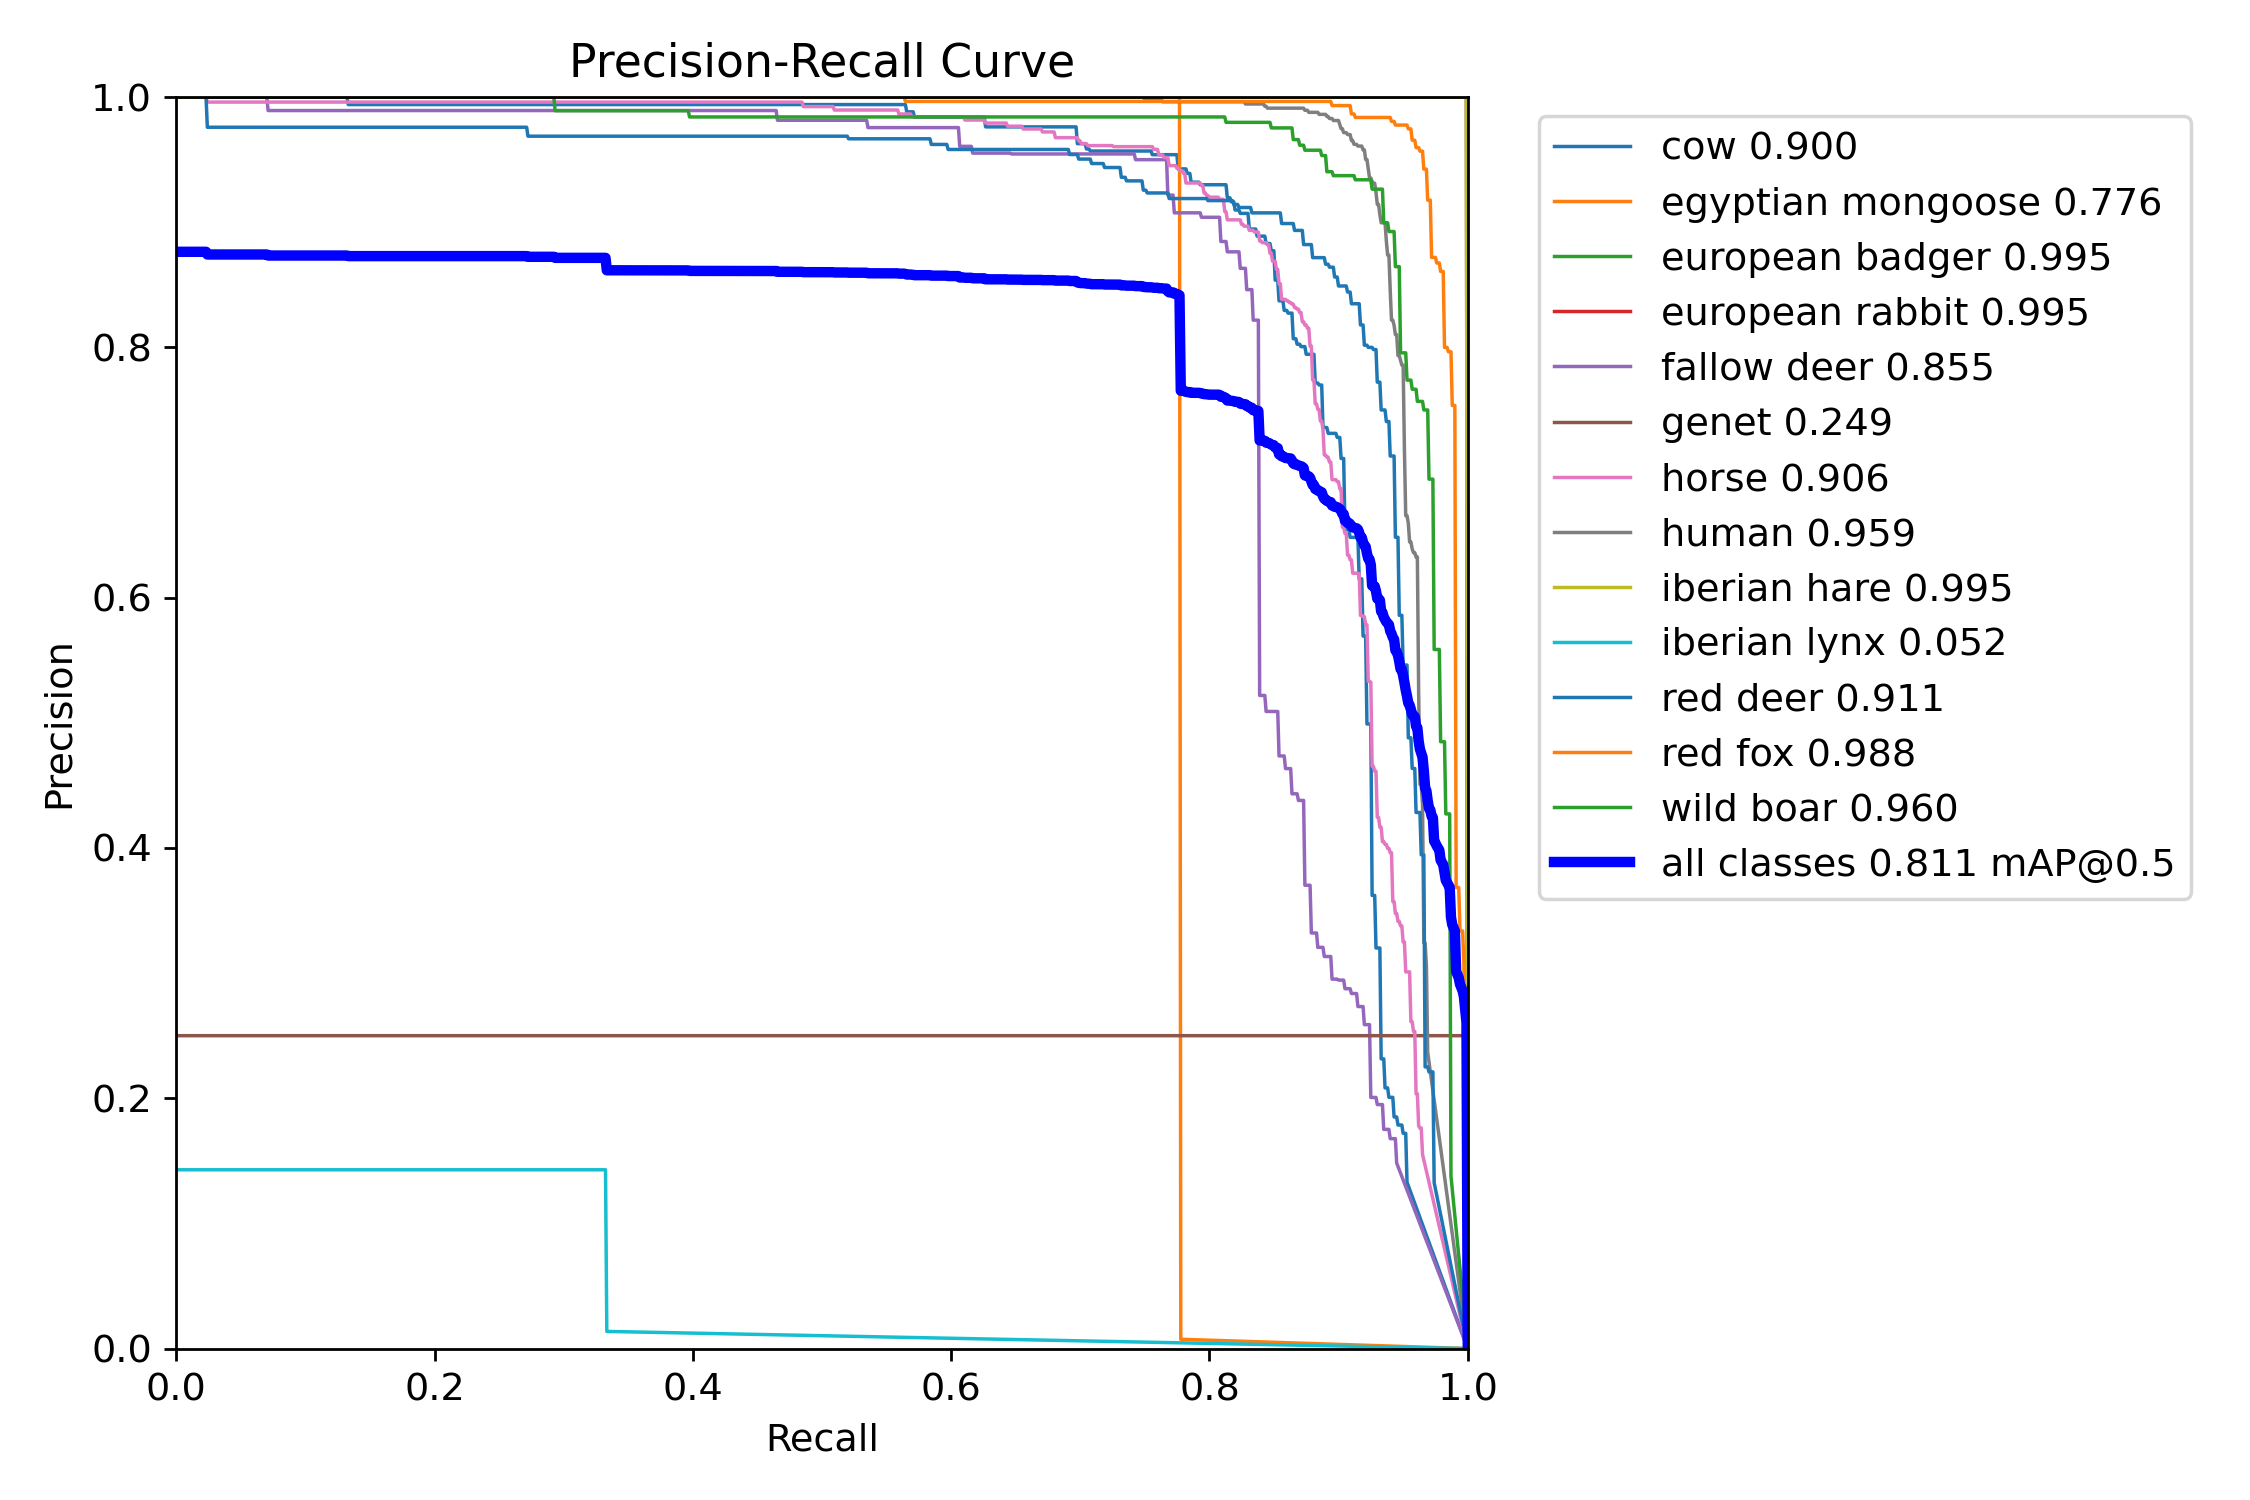 Precision-Recall Curve
1.0
0.8
0.6
0.4
0.2
0.0
Precision
0.0 0.2 0.4 0.6 0.8 1.0
Recall
cow 0.900
egyptian mongoose 0.776
european badger 0.995
european rabbit 0.995
fallow deer 0.855
genet 0.249
horse 0.906
human 0.959
iberian hare 0.995
iberian lynx 0.052
red deer 0.911
red fox 0.988
wild boar 0.960
all classes 0.811 mAP@0.5